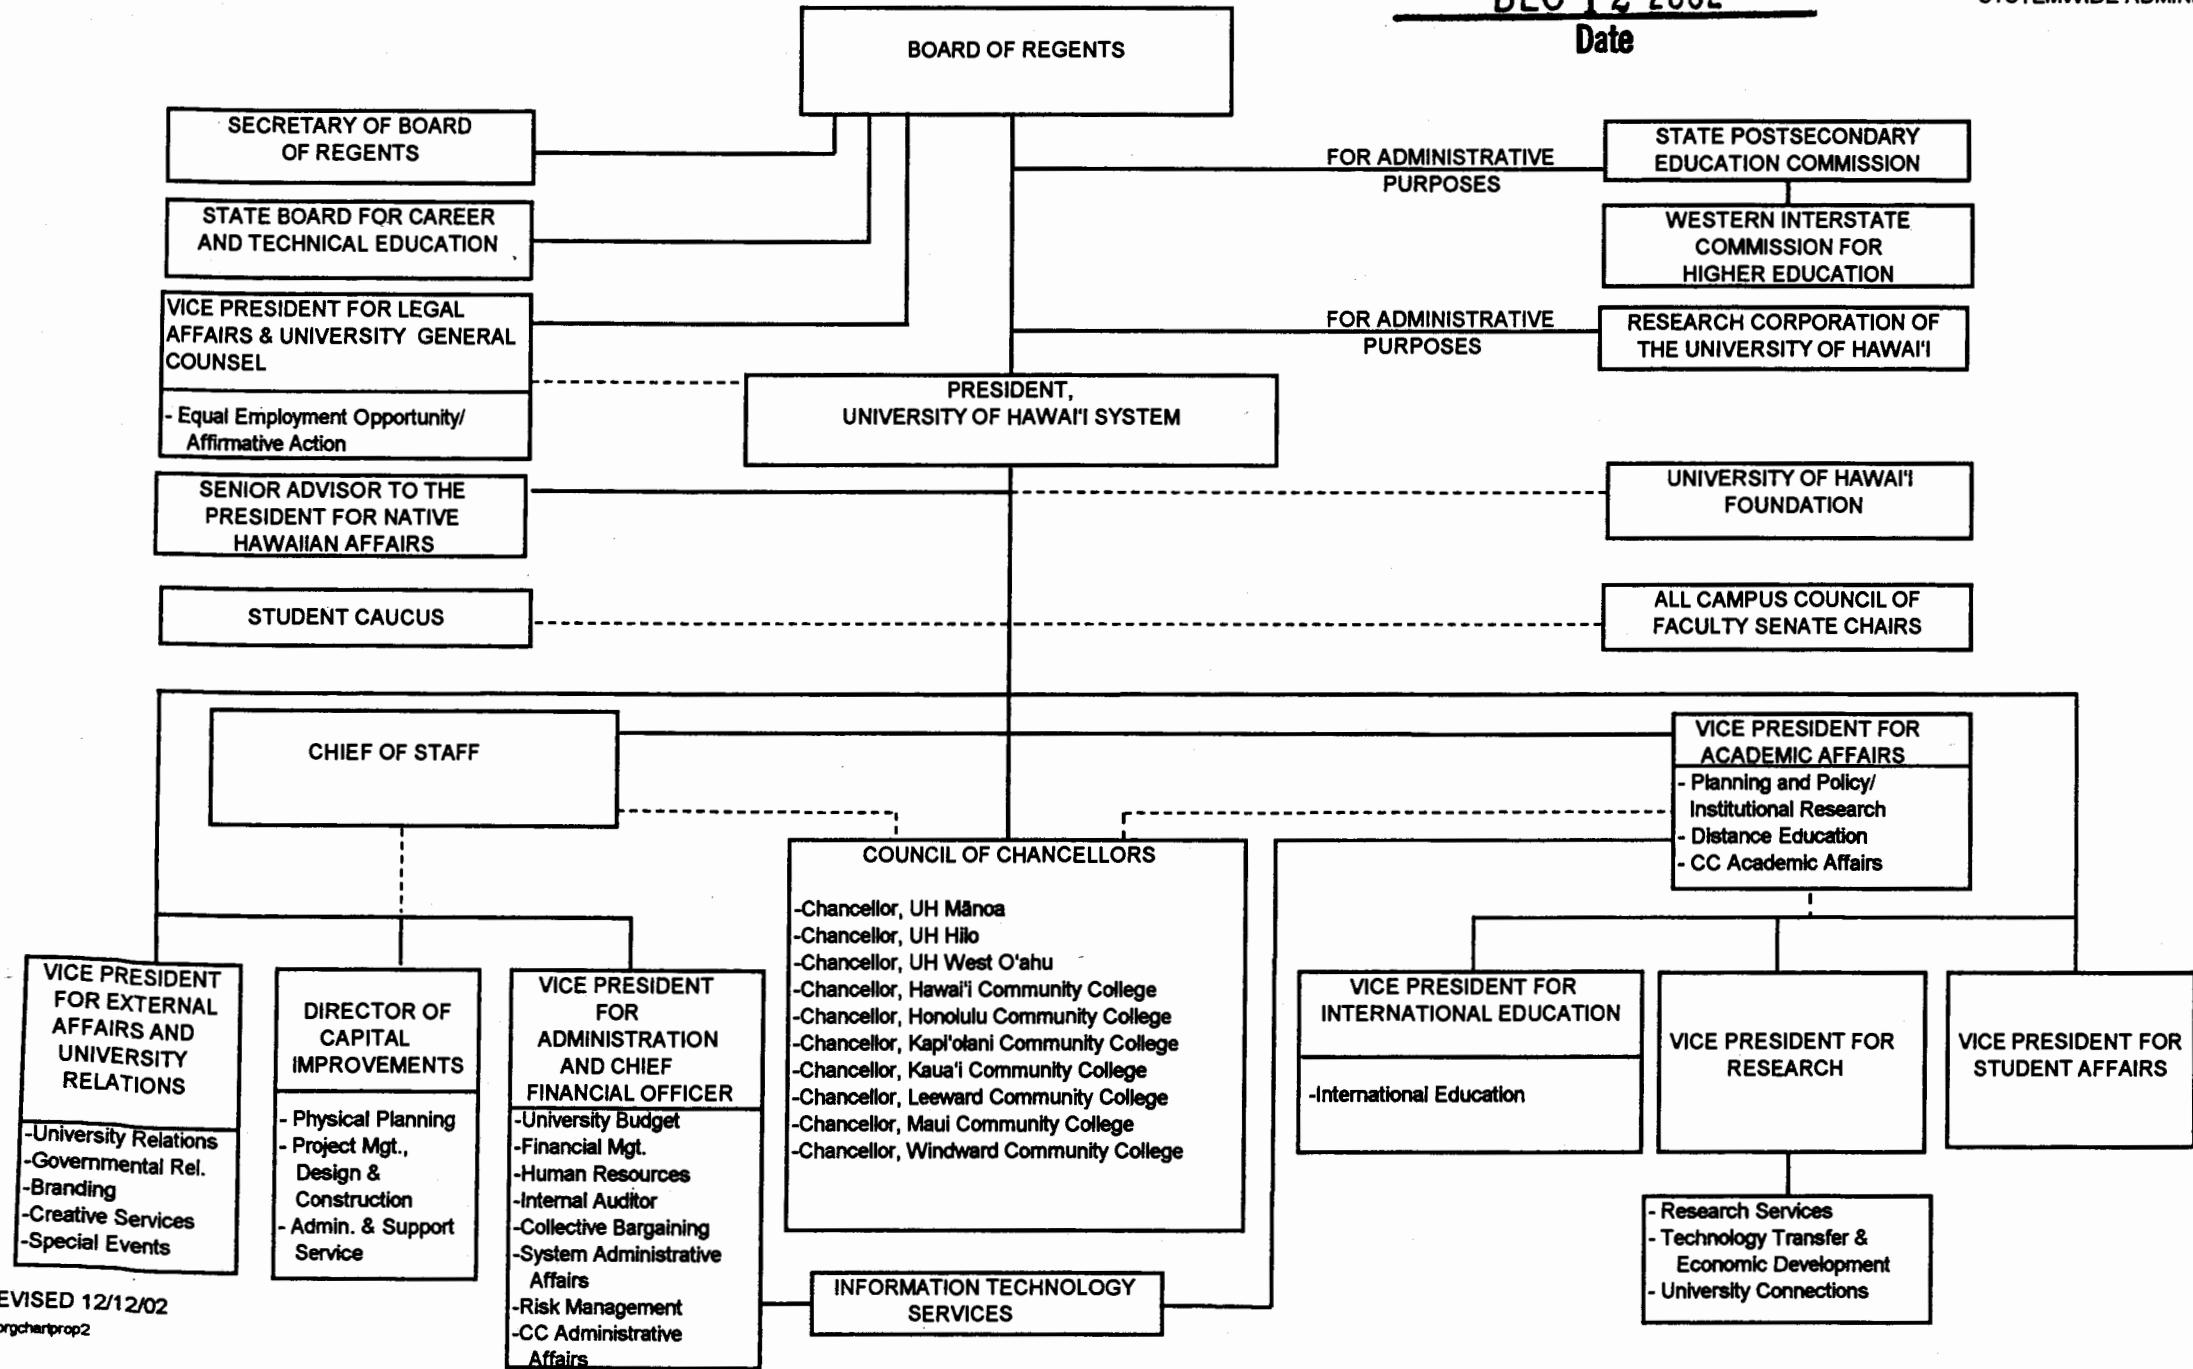 DEC 12 2002
Date
BOARD OF REGENTS
SECRETARY OF BOARD
OF REGENTS
STATE BOARD FOR CAREER
AND TECHNICAL EDUCATION
VICE PRESIDENT FOR LEGAL
AFFAIRS & UNIVERSITY GENERAL
COUNSEL
- Equal Employment Opportunity/
Affirmative Action
FOR ADMINISTRATIVE
PURPOSES
STATE POSTSECONDARY
EDUCATION COMMISSION
WESTERN INTERSTATE
COMMISSION FOR
HIGHER EDUCATION
FOR ADMINISTRATIVE
PURPOSES
RESEARCH CORPORATION OF
THE UNIVERSITY OF HAWAI'I
PRESIDENT,
UNIVERSITY OF HAWAI'I SYSTEM
SENIOR ADVISOR TO THE
PRESIDENT FOR NATIVE
HAWAIIAN AFFAIRS
UNIVERSITY OF HAWAI'I
FOUNDATION
STUDENT CAUCUS
ALL CAMPUS COUNCIL OF
FACULTY SENATE CHAIRS
CHIEF OF STAFF
VICE PRESIDENT FOR
ACADEMIC AFFAIRS
- Planning and Policy/
Institutional Research
- Distance Education
- CC Academic Affairs
COUNCIL OF CHANCELLORS
-Chancellor, UH Mānoa
-Chancellor, UH Hilo
-Chancellor, UH West O'ahu
-Chancellor, Hawai'i Community College
-Chancellor, Honolulu Community College
-Chancellor, Kapi'olani Community College
-Chancellor, Kaua'i Community College
-Chancellor, Leeward Community College
-Chancellor, Maui Community College
-Chancellor, Windward Community College
VICE PRESIDENT
FOR EXTERNAL
AFFAIRS AND
UNIVERSITY
RELATIONS
-University Relations
-Governmental Rel.
-Branding
-Creative Services
-Special Events
DIRECTOR OF
CAPITAL
IMPROVEMENTS
- Physical Planning
- Project Mgt.,
Design &
Construction
- Admin. & Support
Service
VICE PRESIDENT
FOR
ADMINISTRATION
AND CHIEF
FINANCIAL OFFICER
-University Budget
-Financial Mgt.
-Human Resources
-Internal Auditor
-Collective Bargaining
-System Administrative
Affairs
-Risk Management
-CC Administrative
Affairs
INFORMATION TECHNOLOGY
SERVICES
VICE PRESIDENT FOR
INTERNATIONAL EDUCATION
-International Education
VICE PRESIDENT FOR
RESEARCH
- Research Services
- Technology Transfer &
Economic Development
- University Connections
VICE PRESIDENT FOR
STUDENT AFFAIRS
EVISED 12/12/02
orgchartprop2